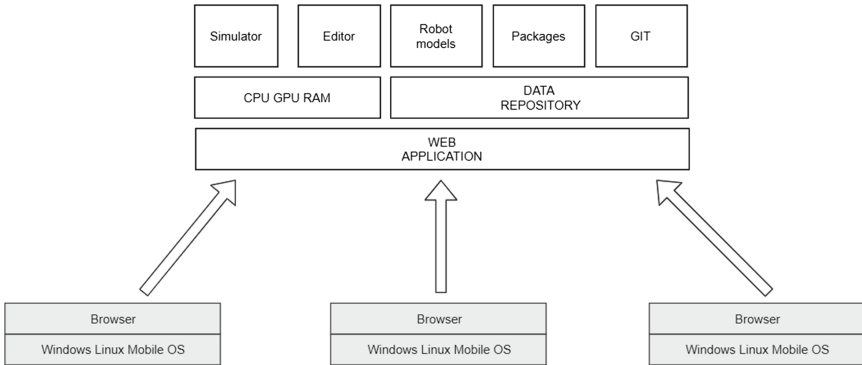 Simulator
Editor
Robot
models
Packages
GIT
CPU GPU RAM
DATA
REPOSITORY
WEB
APPLICATION
Browser
Windows Linux Mobile OS
Browser
Windows Linux Mobile OS
Browser
Windows Linux Mobile OS